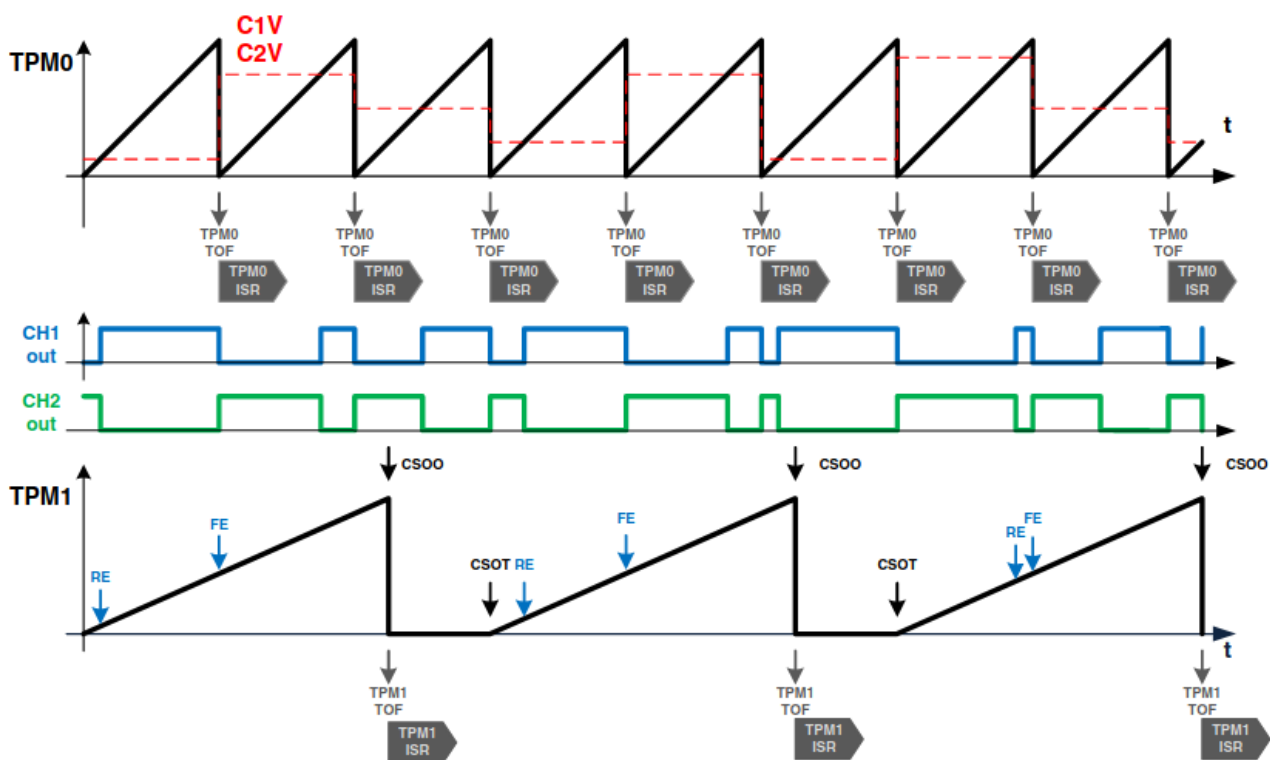 C1V
C2V
TPM0
t
TPM0 TPM0 TPM0 TPM0 TPM0 TPM0 TPM0 TPM0
TOF TOF TOF TOF TOF TOF TOF TOF
TPM0 TPM0 TPM0 TPM0 TPM0 TPM0 TPM0 TPM0
ISR ISR ISR ISR ISR ISR ISR ISR
CH1
out
CH2
out
CSOO CSOO CSOO
TPM1
FE FE FE
RE
CSOT RE CSOT
RE
t
TPM1 TPM1 TPM1
TOF TOF TOF
TPM1 TPM1 TPM1
ISR ISR ISR